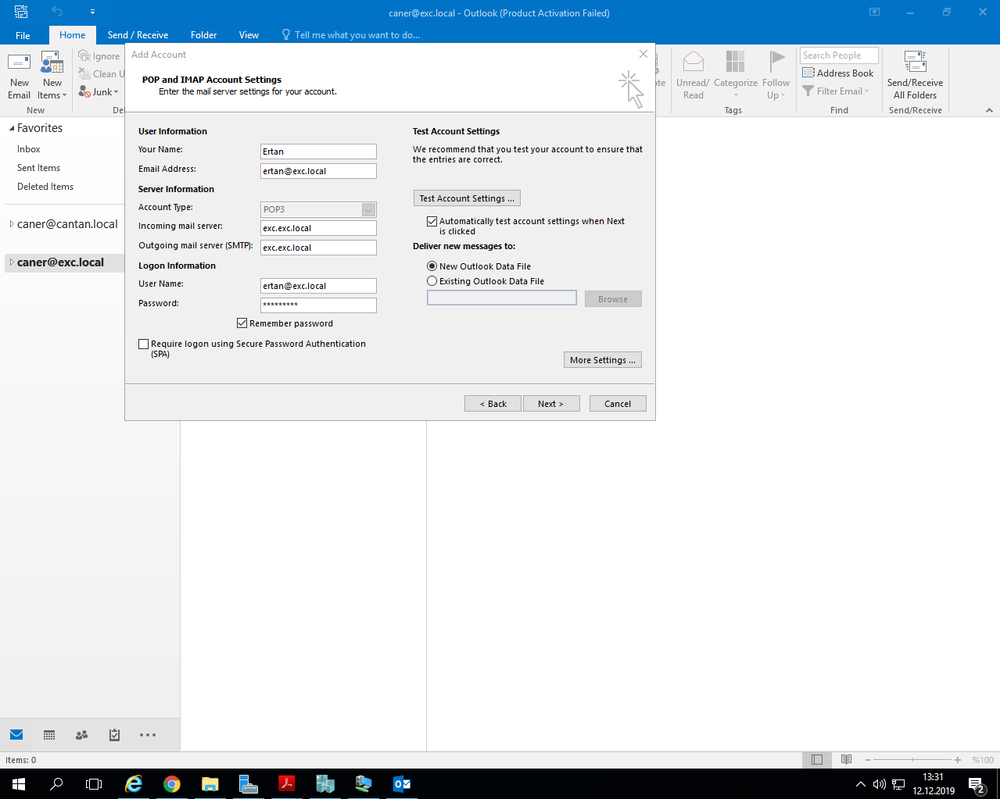 caner@exc.local - Outlook (Product Activation Failed)
File
Home
Send / Receive
Folder
View
Tell me what you want to do...
New
Email
New
Items
New
Ignore
Clean U
Junk
Del
Unread/
Read
Categorize
Follow
Up
Tags
Search People
Address Book
Filter Email
Find
Send/Receive
All Folders
Send/Receive
Favorites
Inbox
Sent Items
Deleted Items
caner@cantan.local
caner@exc.local
Add Account
POP and IMAP Account Settings
Enter the mail server settings for your account.
User Information
Your Name:
Ertan
Email Address:
ertan@exc.local
Server Information
Account Type:
POP3
Incoming mail server:
exc.exc.local
Outgoing mail server (SMTP):
exc.exc.local
Logon Information
User Name:
ertan@exc.local
Password:
*********
Remember password
Require logon using Secure Password Authentication
(SPA)
Test Account Settings
We recommend that you test your account to ensure that
the entries are correct.
Test Account Settings ...
Automatically test account settings when Next
is clicked
Deliver new messages to:
New Outlook Data File
Existing Outlook Data File
Browse
More Settings ...
< Back
Next >
Cancel
Items: 0
%100
13:31
12.12.2019
2